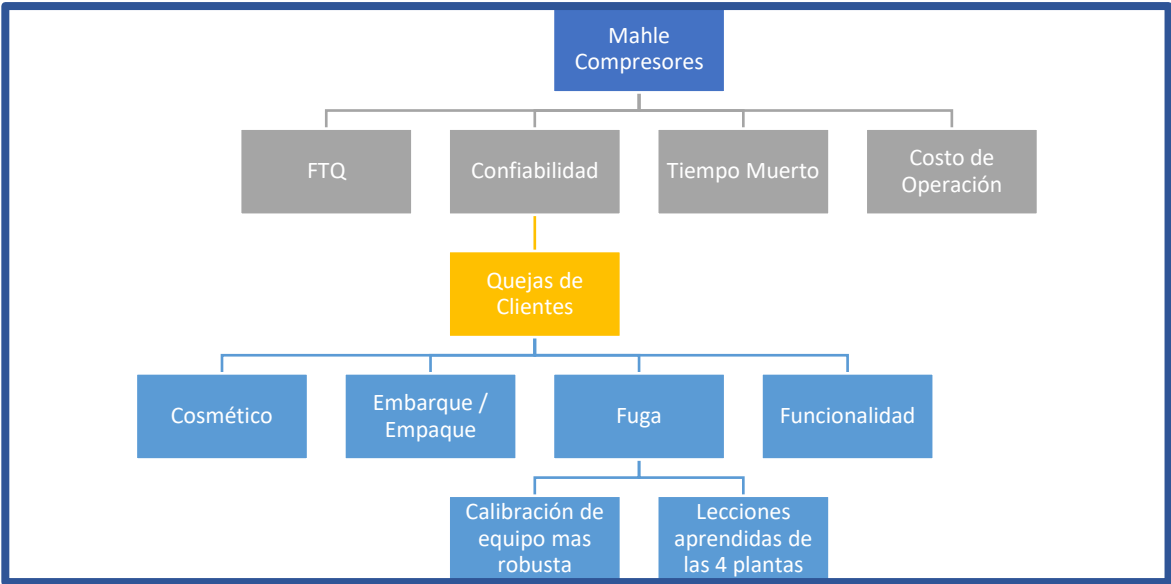 Mahle
Compresores
FTQ
Confiabilidad
Tiempo Muerto
Costo de
Operación
Quejas de
Clientes
Cosmético
Embarque /
Empaque
Fuga
Funcionalidad
Calibración de
equipo mas
robusta
Lecciones
aprendidas de
las 4 plantas